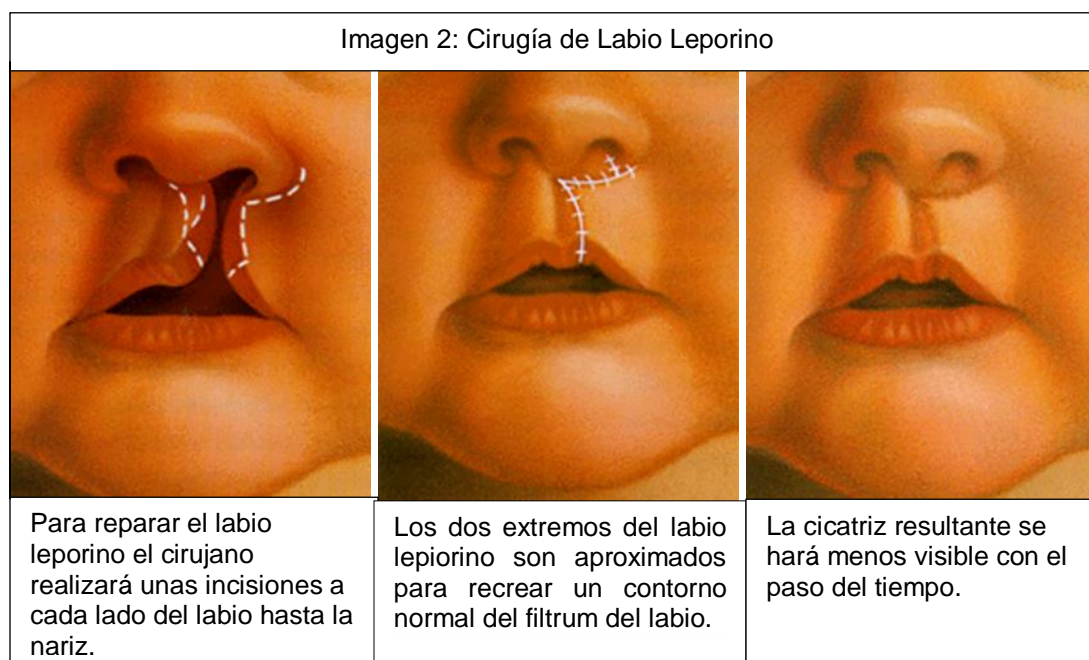 Imagen 2: Cirugía de Labio Leporino
Para reparar el labio
leporino el cirujano
realizará unas incisiones a
cada lado del labio hasta la
nariz.
Los dos extremos del labio
lepiorino son aproximados
para recrear un contorno
normal del filtrum del labio.
La cicatriz resultante se
hará menos visible con el
paso del tiempo.